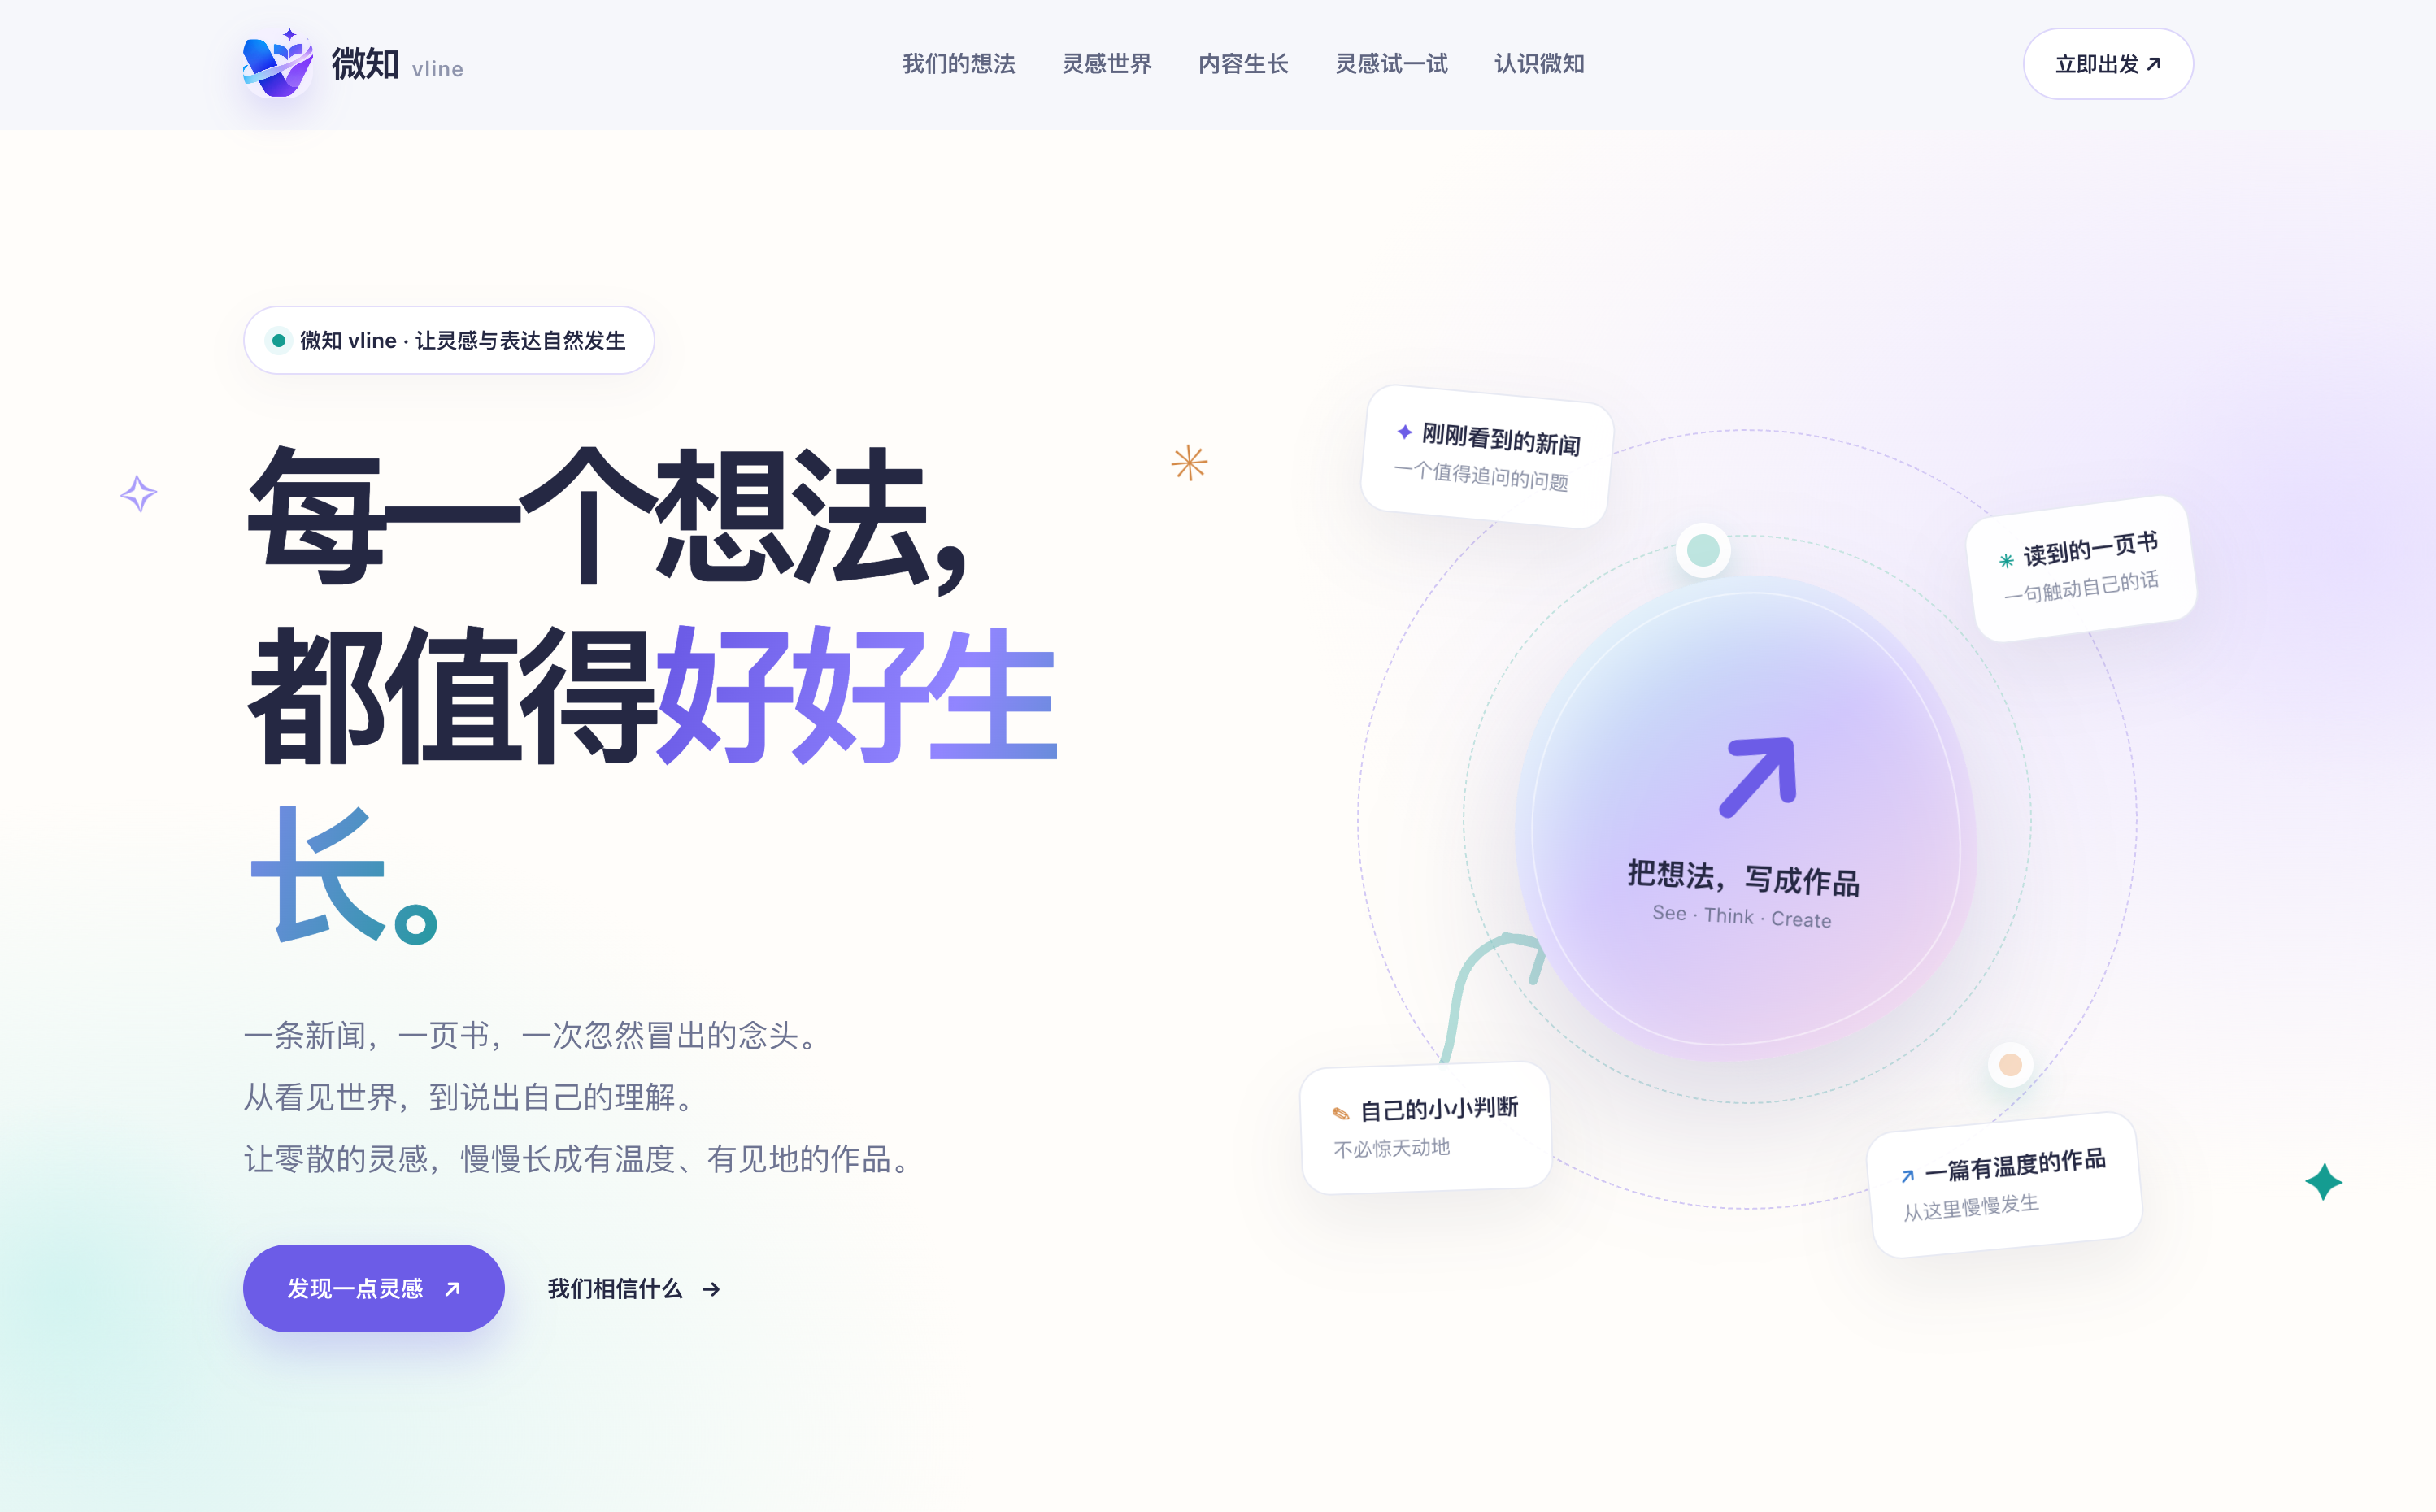 微知 vline
我们的想法 灵感世界 内容生长 灵感试一试 认识微知
立即出发
微知 vline · 让灵感与表达自然发生
每一个想法，
都值得好好生
长。
一条新闻，一页书，一次忽然冒出的念头。
从看见世界，到说出自己的理解。
让零散的灵感，慢慢长成有温度、有见地的作品。
发现一点灵感
我们相信什么
刚刚看到的新闻
一个值得追问的问题
读到的一页书
一句触动自己的话
把想法，写成作品
See · Think · Create
自己的小小判断
不必惊天动地
一篇有温度的作品
从这里慢慢发生